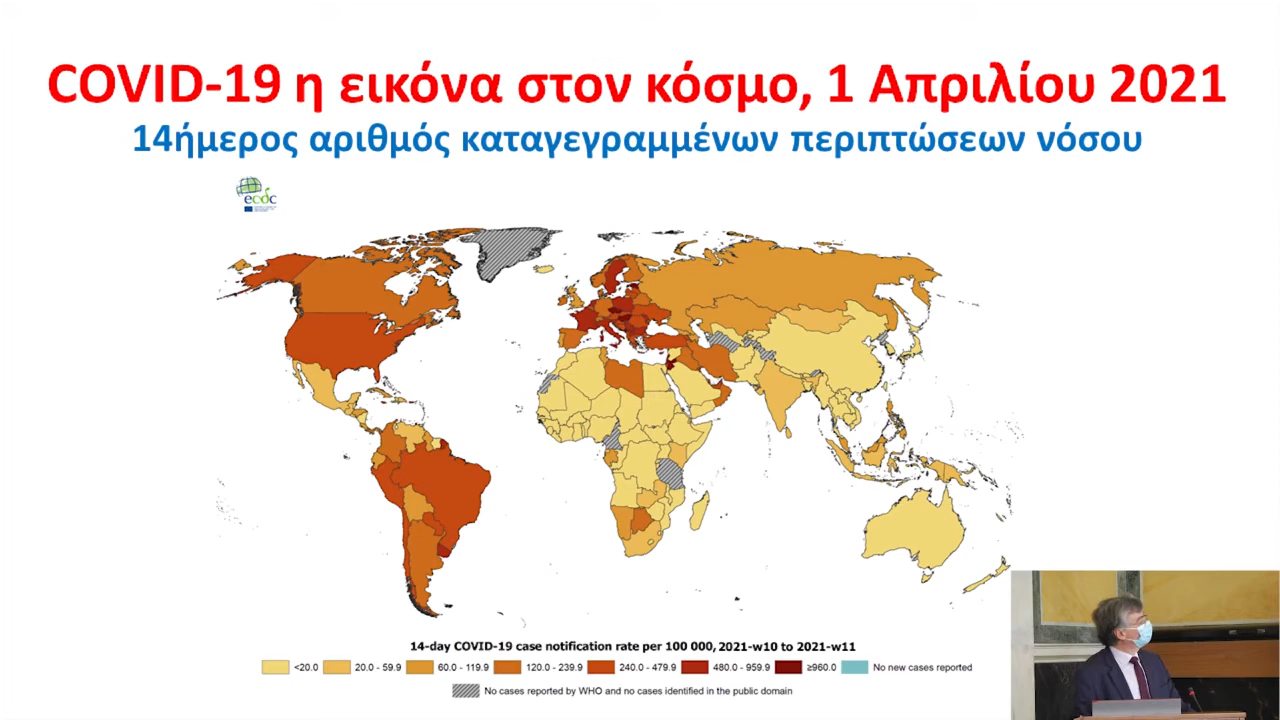 COVID-19 η εικόνα στον κόσμο, 1 Απριλίου 2021
14ήμερος αριθμός καταγεγραμμένων περιπτώσεων νόσου
ecdc
14-day COVID-19 case notification rate per 100 000, 2021-w10 to 2021-w11
<20.0 20.0 - 59.9 60.0 - 119.9 120.0 - 239.9 240.0 - 479.9 480.0 - 959.9 ≥960.0 No new cases reported
No cases reported by WHO and no cases identified in the public domain